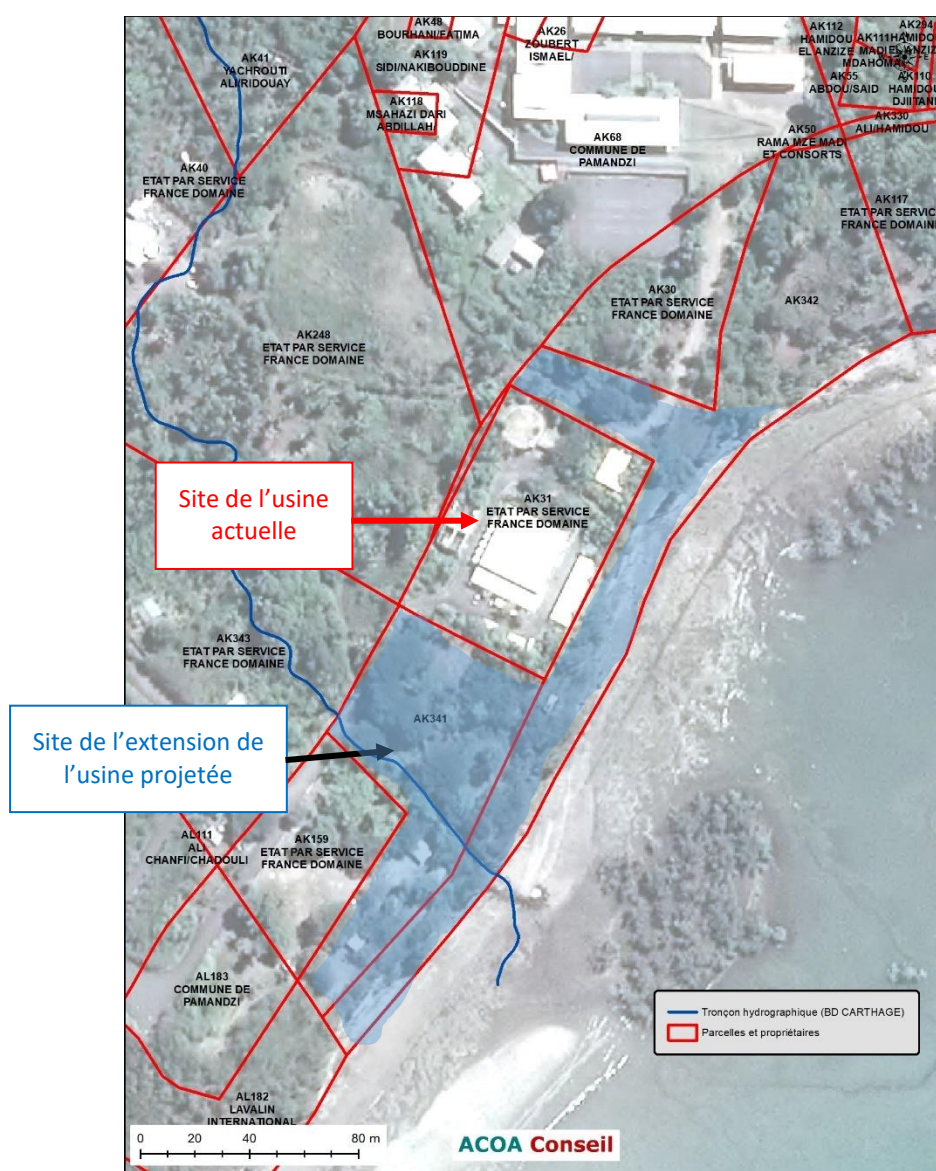 AK48
BOURHANI/FATIMA
AK26
ZOUBERT
ISMAEL/
AK112
HAMIDOU
EL ANZIZE
AK294
AK111
MADI
MDAHOMA
AK41
YACHROUTI
ALI/RIDOUAY
AK119
SIDI/NAKIBOUDDINE
AK55
ABDOU/SAID
AK110
HAMIDOU
DJITANI
AK118
MSAHAZI DARI
ABDILLAH/
AK68
COMMUNE DE
PAMANDZI
AK50
RAMA MZE MADI
ET CONSORTS
AK330
ALI/HAMIDOU
AK40
ETAT PAR SERVICE
FRANCE DOMAINE
AK117
ETAT PAR SERVICE
FRANCE DOMAINE
AK30
ETAT PAR SERVICE
FRANCE DOMAINE
AK342
AK248
ETAT PAR SERVICE
FRANCE DOMAINE
Site de l’usine
actuelle
AK31
ETAT PAR SERVICE
FRANCE DOMAINE
AK343
ETAT PAR SERVICE
FRANCE DOMAINE
AK341
Site de l’extension de
l’usine projetée
AL111
ALI
CHANFI/CHADOULI
AK159
ETAT PAR SERVICE
FRANCE DOMAINE
AL183
COMMUNE DE
PAMANDZI
Tronçon hydrographique (BD CARTHAGE)
Parcelles et propriétaires
AL182
LAVALIN
INTERNATIONAL
0 20 40 80 m
ACOA Conseil